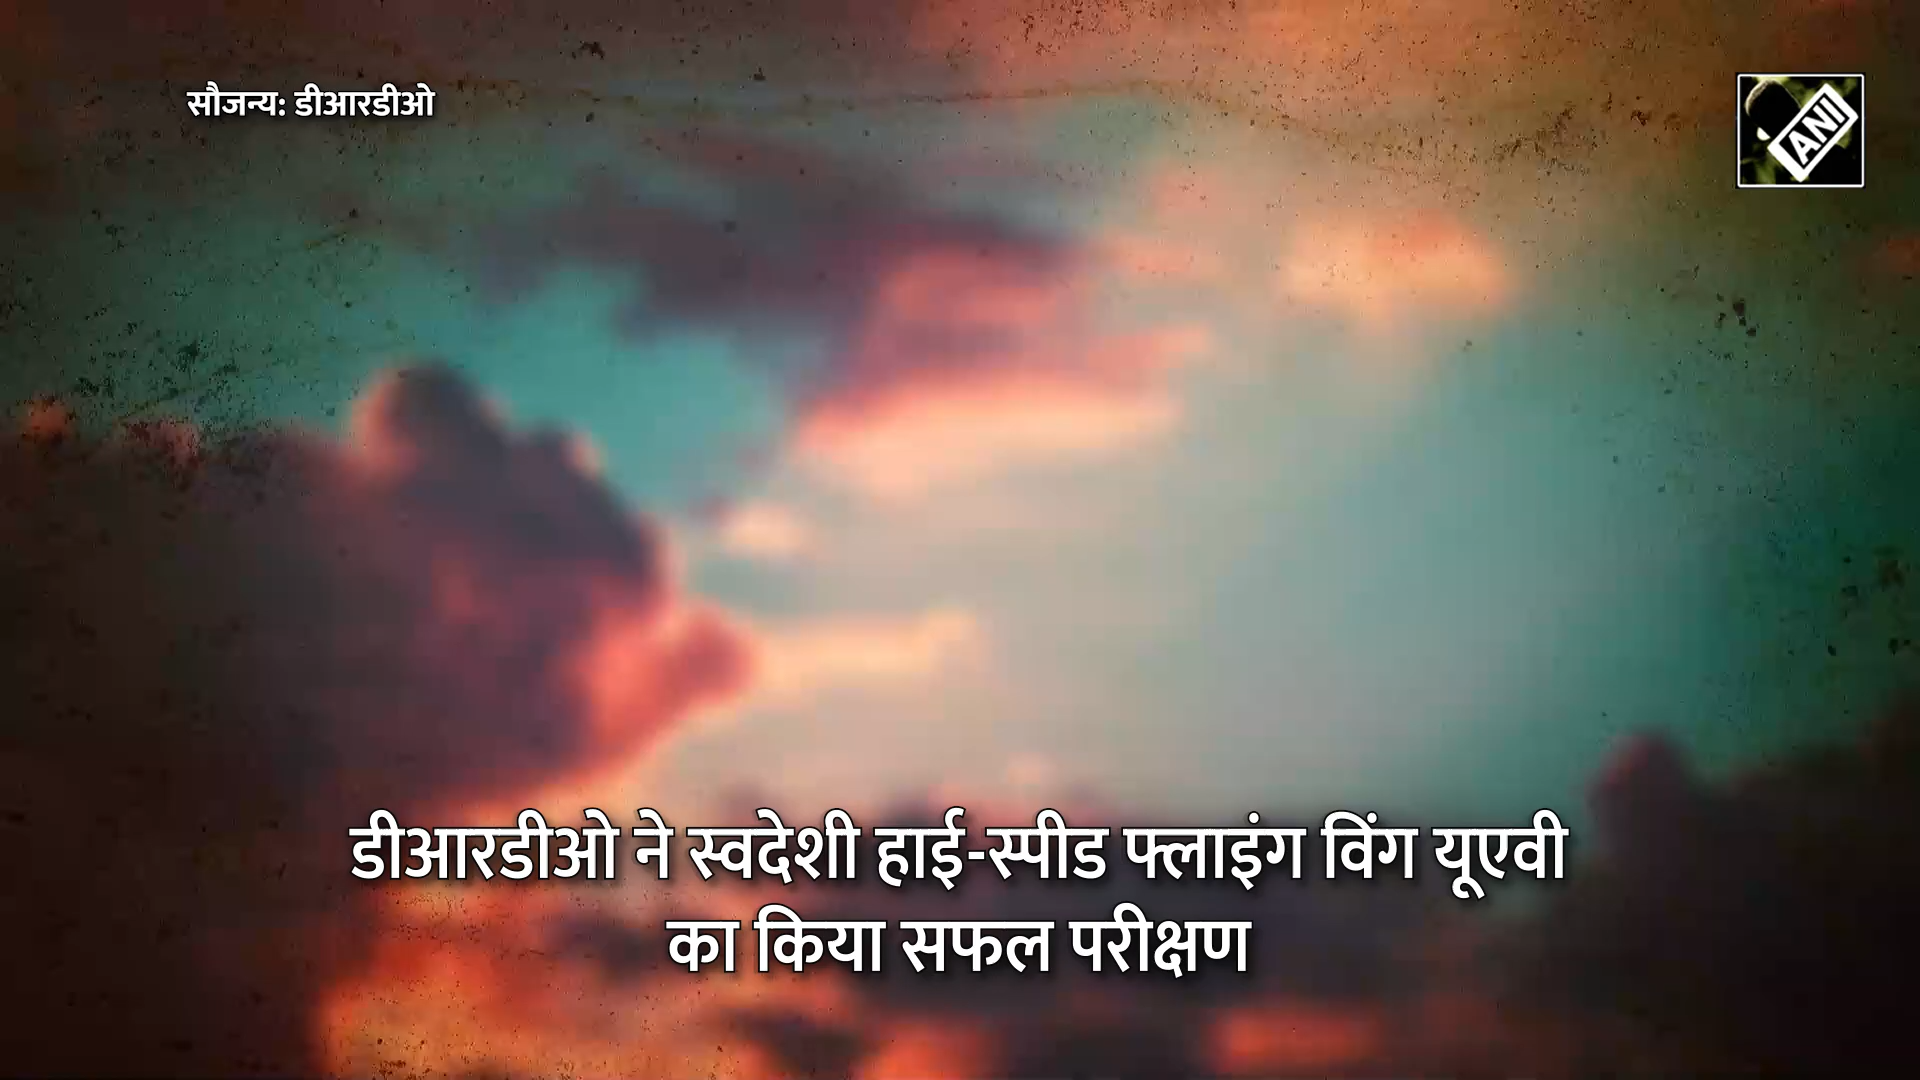 सौजन्य: डीआरडीओ
ANI
डीआरडीओ ने स्वदेशी हाई-स्पीड फ्लाइंग विंग यूएवी
का किया सफल परीक्षण